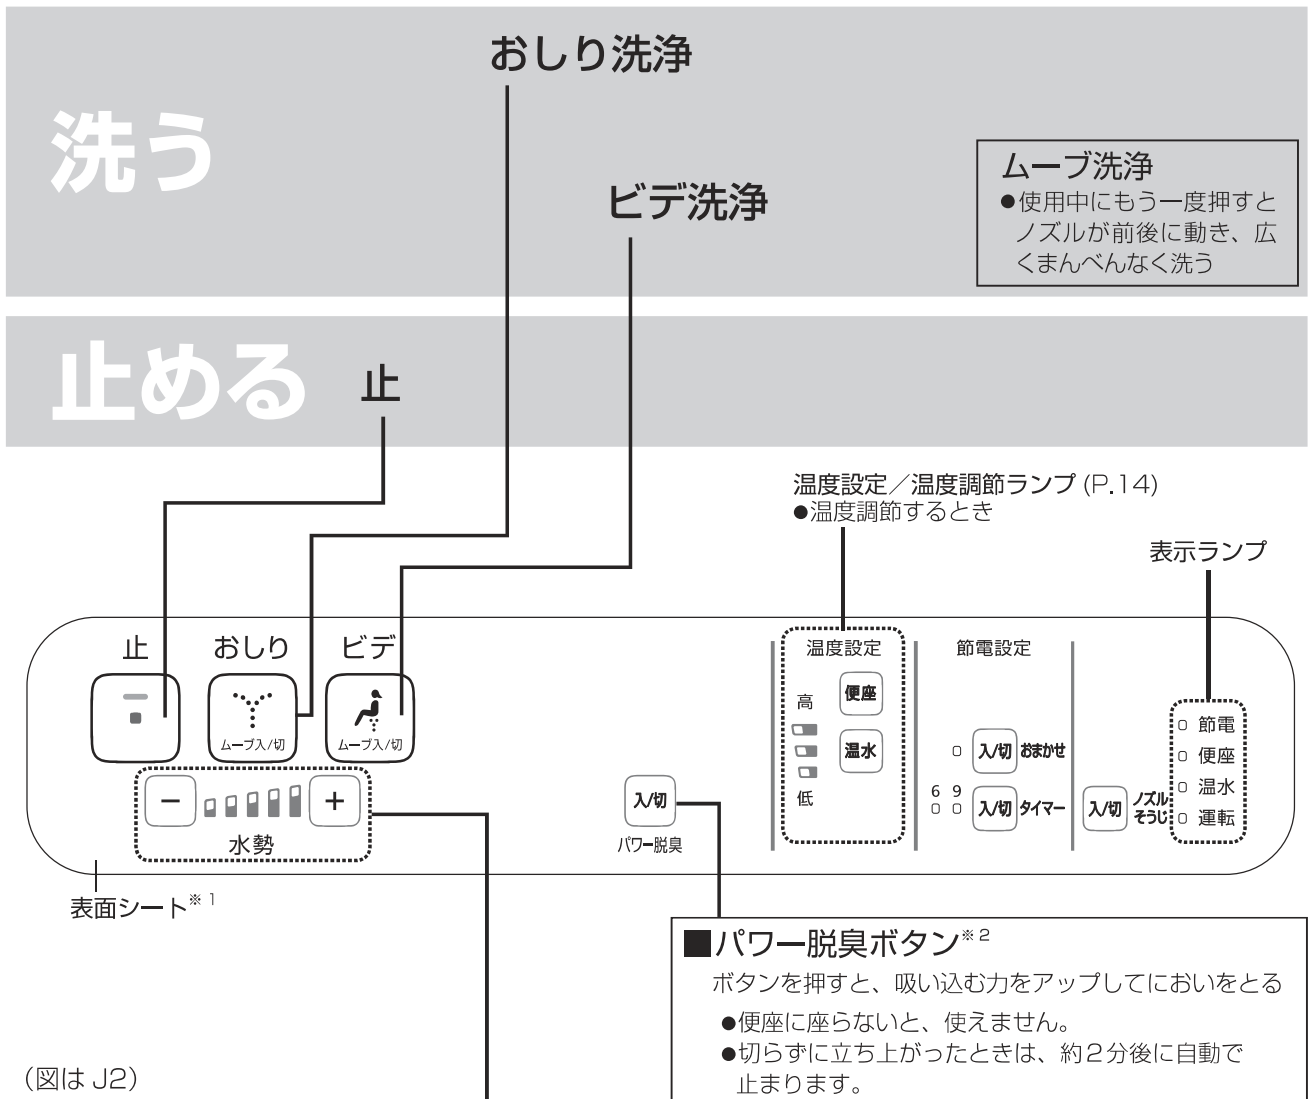 おしり洗浄
洗う
ムーブ洗浄
●使用中にもう一度押すと
ノズルが前後に動き、広
くまんべんなく洗う
ビデ洗浄
止める
止
温度設定／温度調節ランプ (P.14)
●温度調節するとき
表示ランプ
止
おしり
ビデ
ムーブ入/切
ムーブ入/切
− +
水勢
入/切
パワー脱臭
温度設定
高
低
便座
温水
節電設定
入/切 おまかせ
6 9
入/切 タイマー
入/切 ノズル
そうじ
節電
便座
温水
運転
表面シート※1
■パワー脱臭ボタン※2
ボタンを押すと、吸い込む力をアップしてにおいをとる
●便座に座らないと、使えません。
●切らずに立ち上がったときは、約2分後に自動で
止まります。
(図は J2)